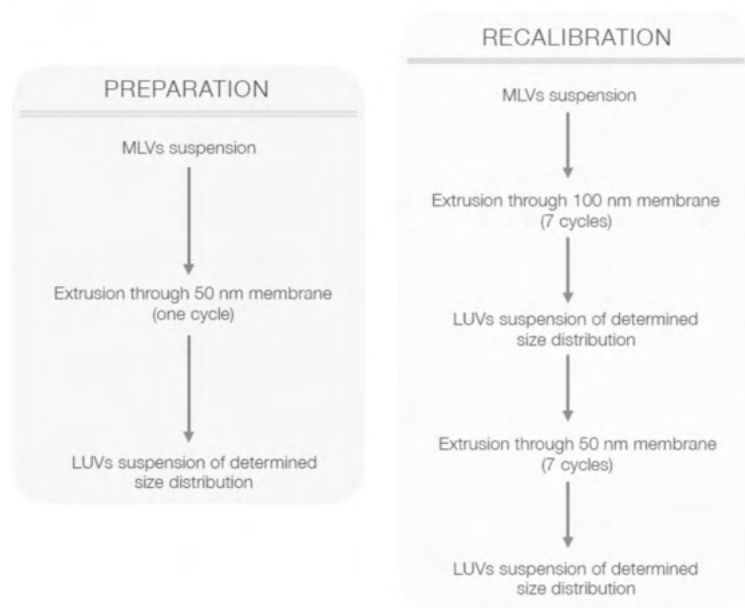 PREPARATION
MLVs suspension
Extrusion through 50 nm membrane
(one cycle)
LUVs suspension of determined
size distribution
RECALIBRATION
MLVs suspension
Extrusion through 100 nm membrane
(7 cycles)
LUVs suspension of determined
size distribution
Extrusion through 50 nm membrane
(7 cycles)
LUVs suspension of determined
size distribution